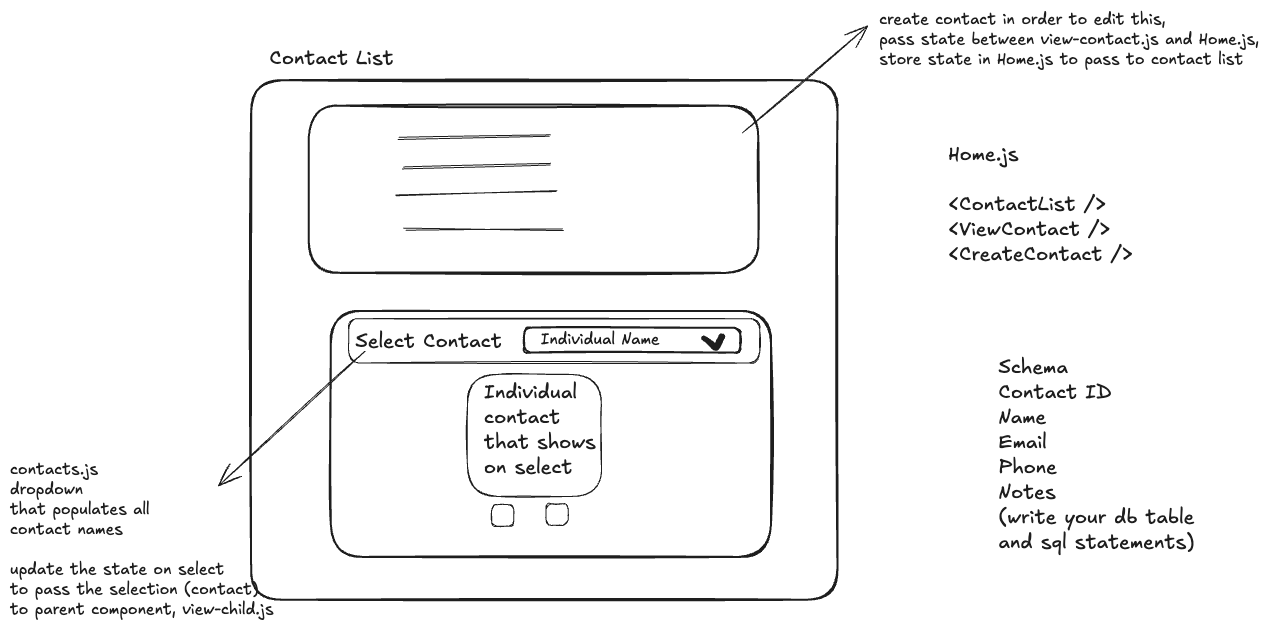 create contact in order to edit this,
pass state between view-contact.js and Home.js,
store state in Home.js to pass to contact list
Contact List
Home.js
<ContactList />
<ViewContact />
<CreateContact />
Select Contact
Individual Name
Individual
contact
that shows
on select
Schema
Contact ID
Name
Email
Phone
Notes
(write your db table
and sql statements)
contacts.js
dropdown
that populates all
contact names
update the state on select
to pass the selection (contact)
to parent component, view-child.js